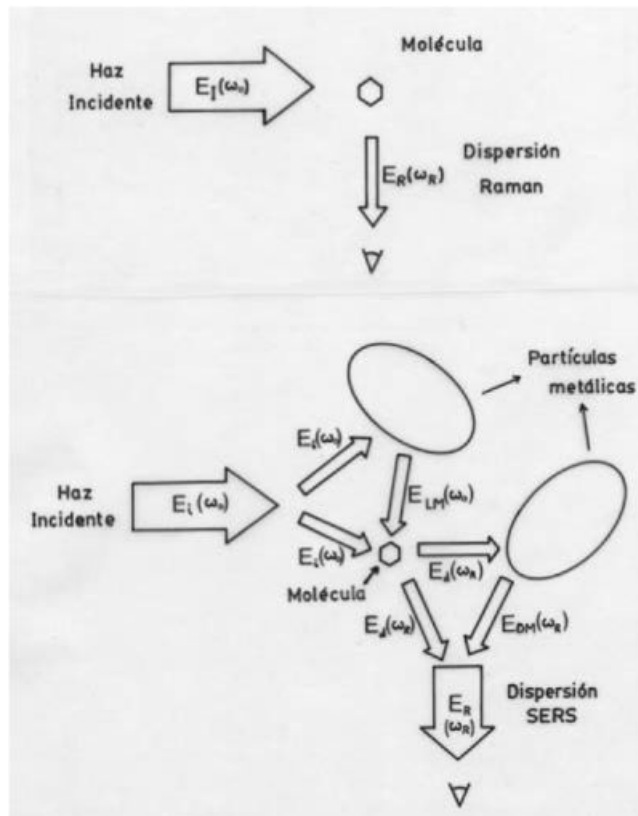 Molécula
Haz
Incidente
E_I(ω₀)
E_R(ω_R)
Dispersión
Raman
Partículas
metálicas
E_i(ω₀)
Haz
Incidente
E_i(ω₀)
E_LM(ω₀)
E_i(ω₀)
E_d(ω_R)
Molécula
E_d(ω_R)
E_DM(ω_R)
E_R
(ω_R)
Dispersión
SERS